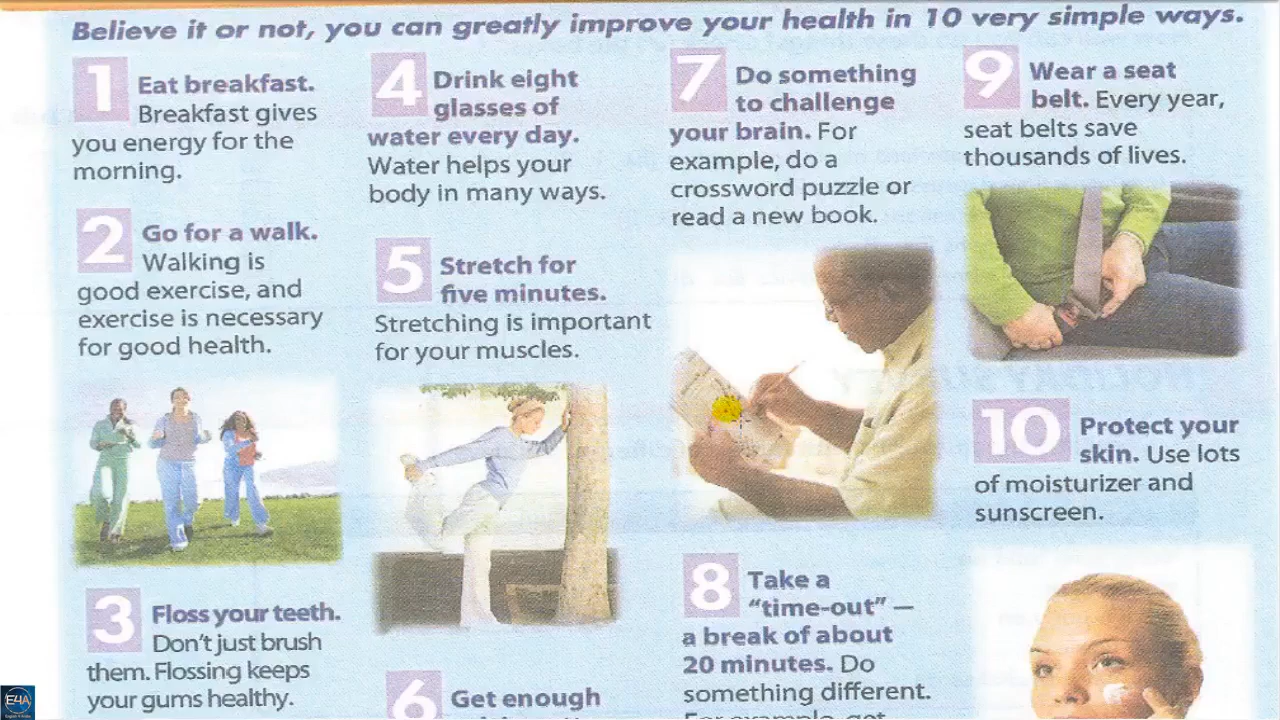 Believe it or not, you can greatly improve your health in 10 very simple ways.
1 Eat breakfast.
Breakfast gives
you energy for the
morning.
2 Go for a walk.
Walking is
good exercise, and
exercise is necessary
for good health.
3 Floss your teeth.
Don't just brush
them. Flossing keeps
your gums healthy.
4 Drink eight
glasses of
water every day.
Water helps your
body in many ways.
5 Stretch for
five minutes.
Stretching is important
for your muscles.
6 Get enough
7 Do something
to challenge
your brain. For
example, do a
crossword puzzle or
read a new book.
8 Take a
"time-out" —
a break of about
20 minutes. Do
something different.
For example, get
9 Wear a seat
belt. Every year,
seat belts save
thousands of lives.
10 Protect your
skin. Use lots
of moisturizer and
sunscreen.
E4A